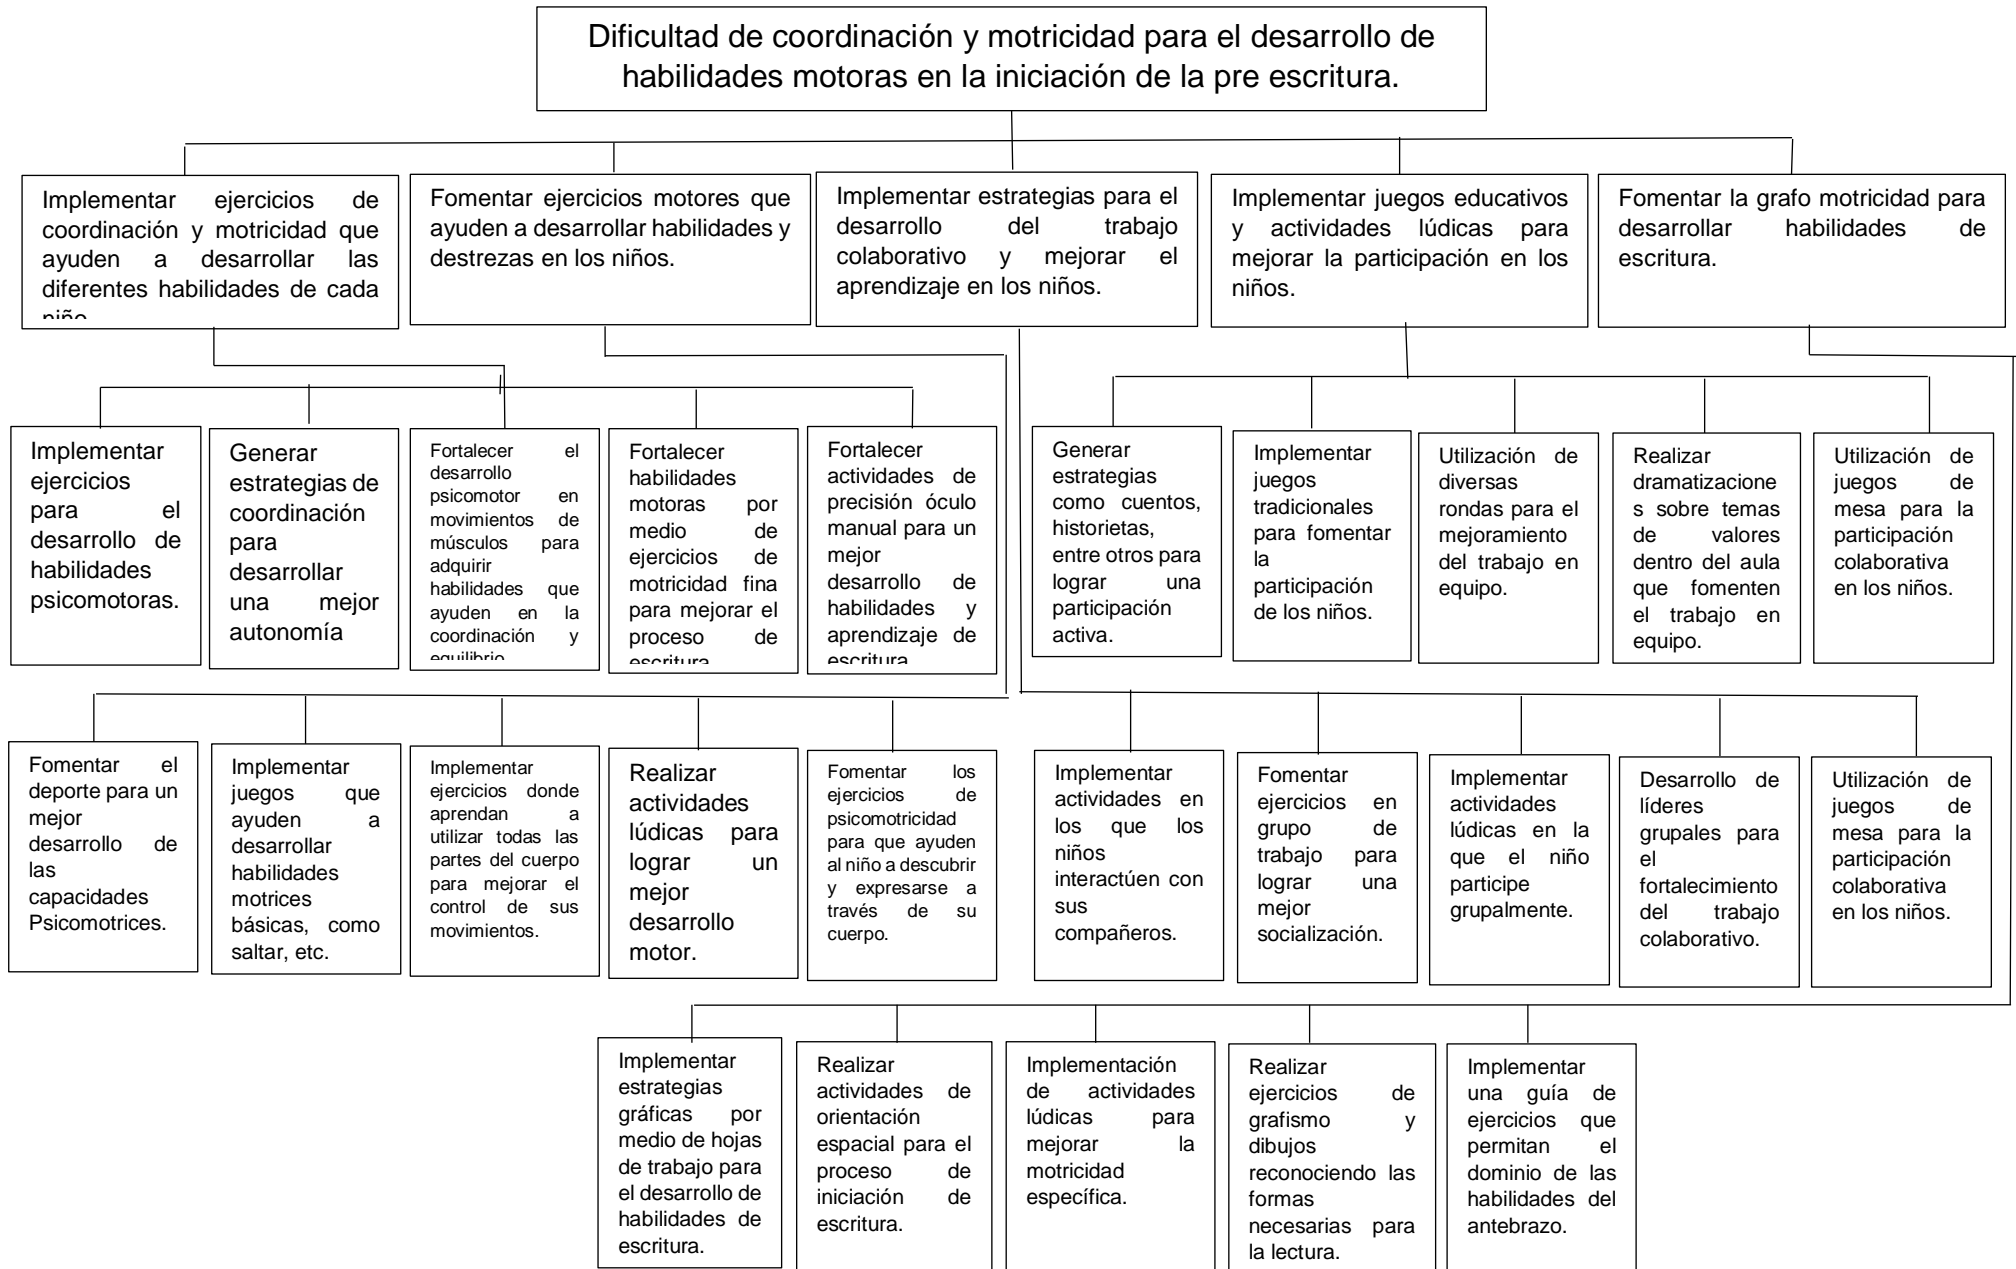 Dificultad de coordinación y motricidad para el desarrollo de
habilidades motoras en la iniciación de la pre escritura.
Implementar ejercicios de
coordinación y motricidad que
ayuden a desarrollar las
diferentes habilidades de cada
niño
Fomentar ejercicios motores que
ayuden a desarrollar habilidades y
destrezas en los niños.
Implementar estrategias para el
desarrollo del trabajo
colaborativo y mejorar el
aprendizaje en los niños.
Implementar juegos educativos
y actividades lúdicas para
mejorar la participación en los
niños.
Fomentar la grafo motricidad para
desarrollar habilidades de
escritura.
Implementar
ejercicios
para el
desarrollo de
habilidades
psicomotoras.
Generar
estrategias de
coordinación
para
desarrollar
una mejor
autonomía
Fortalecer el
desarrollo
psicomotor en
movimientos de
músculos para
adquirir
habilidades que
ayuden en la
coordinación y
equilibrio
Fortalecer
habilidades
motoras por
medio de
ejercicios de
motricidad fina
para mejorar el
proceso de
escritura
Fortalecer
actividades de
precisión óculo
manual para un
mejor
desarrollo de
habilidades y
aprendizaje de
escritura
Generar
estrategias
como cuentos,
historietas,
entre otros para
lograr una
participación
activa.
Implementar
juegos
tradicionales
para fomentar
la
participación
de los niños.
Utilización de
diversas
rondas para el
mejoramiento
del trabajo en
equipo.
Realizar
dramatizacione
s sobre temas
de valores
dentro del aula
que fomenten
el trabajo en
equipo.
Utilización de
juegos de
mesa para la
participación
colaborativa
en los niños.
Fomentar el
deporte para un
mejor
desarrollo de
las
capacidades
Psicomotrices.
Implementar
juegos que
ayuden a
desarrollar
habilidades
motrices
básicas, como
saltar, etc.
Implementar
ejercicios donde
aprendan a
utilizar todas las
partes del cuerpo
para mejorar el
control de sus
movimientos.
Realizar
actividades
lúdicas para
lograr un
mejor
desarrollo
motor.
Fomentar los
ejercicios de
psicomotricidad
para que ayuden
al niño a descubrir
y expresarse a
través de su
cuerpo.
Implementar
actividades en
los que los
niños
interactúen con
sus
compañeros.
Fomentar
ejercicios en
grupo de
trabajo para
lograr una
mejor
socialización.
Implementar
actividades
lúdicas en la
que el niño
participe
grupalmente.
Desarrollo de
líderes
grupales para
el
fortalecimiento
del trabajo
colaborativo.
Utilización de
juegos de
mesa para la
participación
colaborativa
en los niños.
Implementar
estrategias
gráficas por
medio de hojas
de trabajo para
el desarrollo de
habilidades de
escritura.
Realizar
actividades de
orientación
espacial para el
proceso de
iniciación de
escritura.
Implementación
de actividades
lúdicas para
mejorar la
motricidad
específica.
Realizar
ejercicios de
grafismo y
dibujos
reconociendo las
formas
necesarias para
la lectura.
Implementar
una guía de
ejercicios que
permitan el
dominio de las
habilidades del
antebrazo.